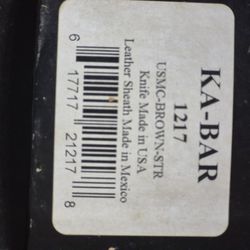 KA-BAR
1217
USMC-BROWN-STR
Knife Made in USA
Leather Sheath Made in Mexico
6 17717 21217 8